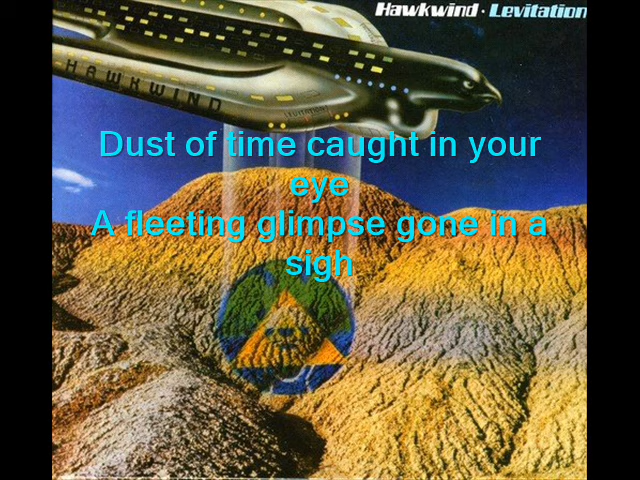 Hawkwind · Levitation
HAWKWIND
Dust of time caught in your
eye
A fleeting glimpse gone in a
sigh